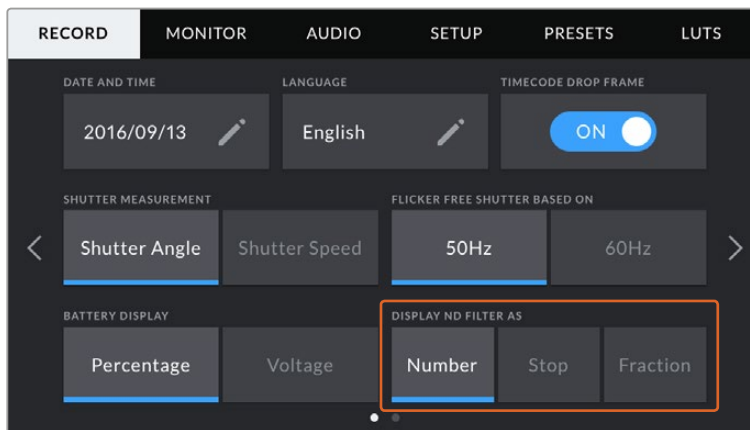 RECORD MONITOR AUDIO SETUP PRESETS LUTS
DATE AND TIME LANGUAGE TIMECODE DROP FRAME
2016/09/13 English ON
SHUTTER MEASUREMENT FLICKER FREE SHUTTER BASED ON
Shutter Angle Shutter Speed 50Hz 60Hz
BATTERY DISPLAY DISPLAY ND FILTER AS
Percentage Voltage Number Stop Fraction